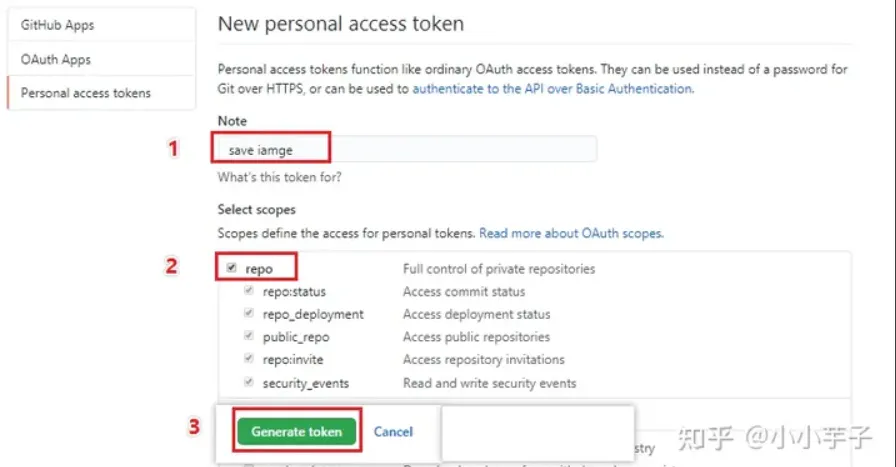 GitHub Apps
OAuth Apps
Personal access tokens
New personal access token
Personal access tokens function like ordinary OAuth access tokens. They can be used instead of a password for
Git over HTTPS, or can be used to authenticate to the API over Basic Authentication.
Note
1
save iamge
What's this token for?
Select scopes
Scopes define the access for personal tokens. Read more about OAuth scopes.
2
repo Full control of private repositories
repo:status Access commit status
repo_deployment Access deployment status
public_repo Access public repositories
repo:invite Access repository invitations
security_events Read and write security events
3
Generate token Cancel
知乎 @小小芋子